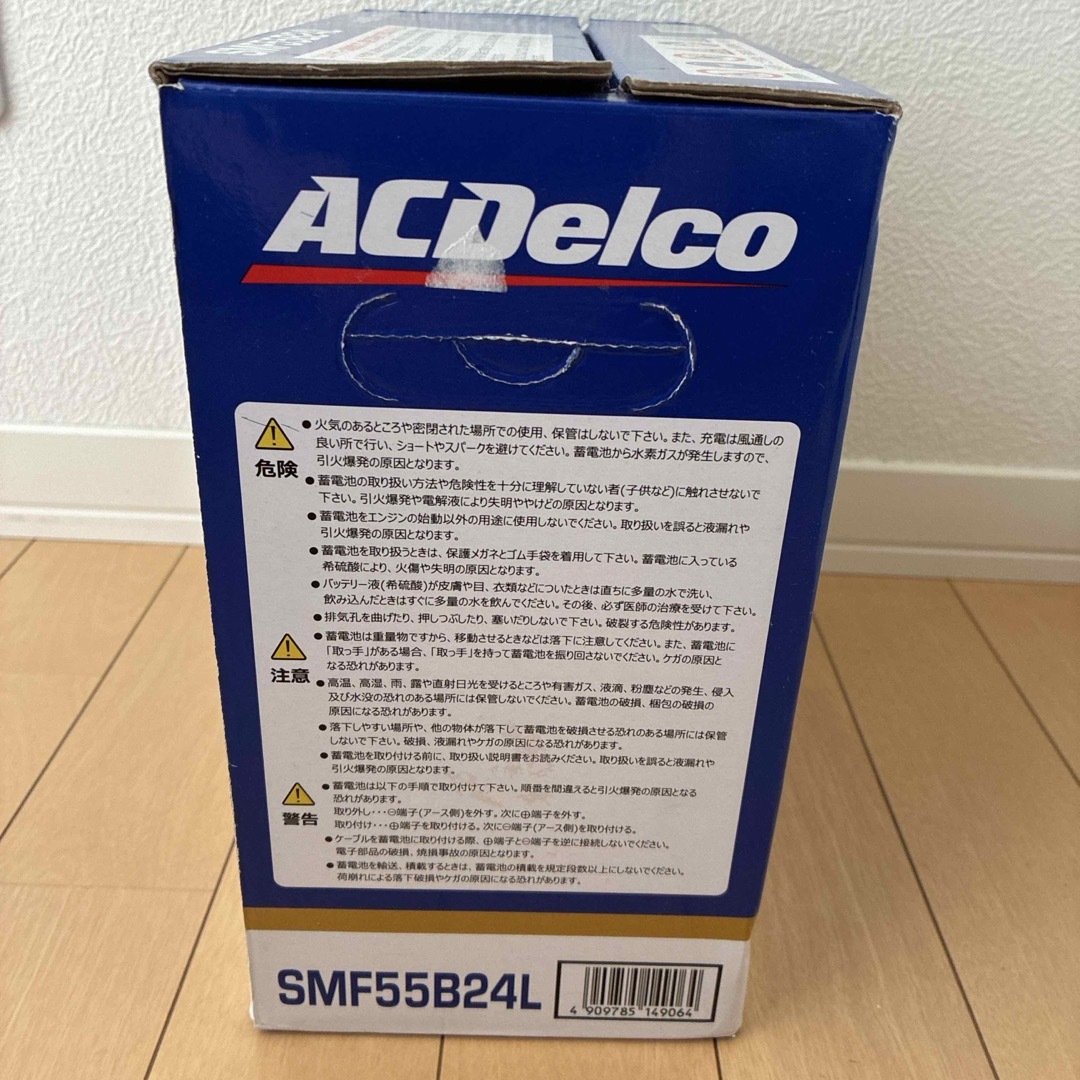 SMF55B24L
ACDelco
危険
●火気のあるところや密閉された場所での使用、保管はしないで下さい。また、充電は風通しの
良い所で行い、ショートやスパークを避けてください。蓄電池から水素ガスが発生しますので、
引火爆発の原因となります。
●蓄電池の取り扱い方法や危険性を十分に理解していない者(子供など)に触れさせないで
下さい。引火爆発や電解液により失明ややけどの原因となります。
●蓄電池をエンジンの始動以外の用途に使用しないでください。取り扱いを誤ると液漏れや
引火爆発の原因となります。
●蓄電池を取り扱うときは、保護メガネとゴム手袋を着用して下さい。蓄電池に入っている
希硫酸により、火傷や失明の原因となります。
●バッテリー液(希硫酸)が皮膚や目、衣類などについたときは直ちに多量の水で洗い、
飲み込んだときはすぐに多量の水を飲んでください。その後、必ず医師の治療を受けて下さい。
●排気孔を曲げたり、押しつぶしたり、塞いだりしないで下さい。破裂する危険性があります。
注意
●蓄電池は重量物ですから、移動させるときなどは落下に注意してください。また、蓄電池に
「取っ手」がある場合、「取っ手」を持って蓄電池を振り回さないでください。ケガの原因と
なる恐れがあります。
●高温、高湿、雨、露や直射日光を受けるところや有害ガス、液滴、粉塵などの発生、侵入
及び水没の恐れのある場所には保管しないでください。蓄電池の破損、梱包の破損の
原因になる恐れがあります。
●落下しやすい場所や、他の物体が落下して蓄電池を破損させる恐れのある場所には保管
しないで下さい。破損、液漏れやケガの原因になる恐れがあります。
●蓄電池を取り付ける前に、取り扱い説明書をお読みください。取り扱いを誤ると液漏れや
引火爆発の原因となります。
警告
●蓄電池は以下の手順で取り付けて下さい。順番を間違えると引火爆発の原因となる
恐れがあります。
取り外し・・・⊖端子(アース側)を外す。次に⊕端子を外す。
取り付け・・・⊕端子を取り付ける。次に⊖端子(アース側)を取り付ける。
●ケーブルを蓄電池に取り付ける際、⊕端子と⊖端子を逆に接続しないでください。
電子部品の破損、焼損事故の原因となります。
●蓄電池を輸送、積載するときは、蓄電池の積載を規定段数以上にしないでください。
荷崩れによる落下破損やケガの原因になる恐れがあります。
SMF55B24L
4 909785 149064